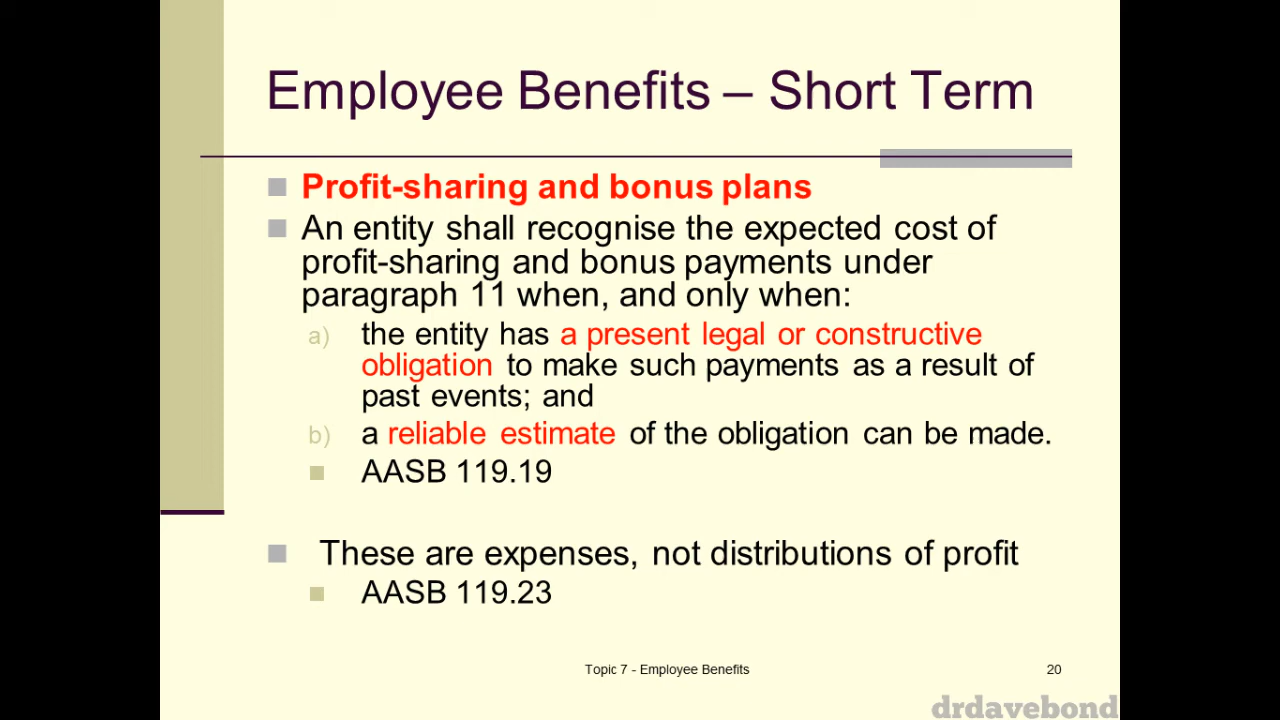 Employee Benefits – Short Term
Profit-sharing and bonus plans
An entity shall recognise the expected cost of
profit-sharing and bonus payments under
paragraph 11 when, and only when:
a) the entity has a present legal or constructive
obligation to make such payments as a result of
past events; and
b) a reliable estimate of the obligation can be made.
AASB 119.19
These are expenses, not distributions of profit
AASB 119.23
Topic 7 - Employee Benefits
20
drdavebond